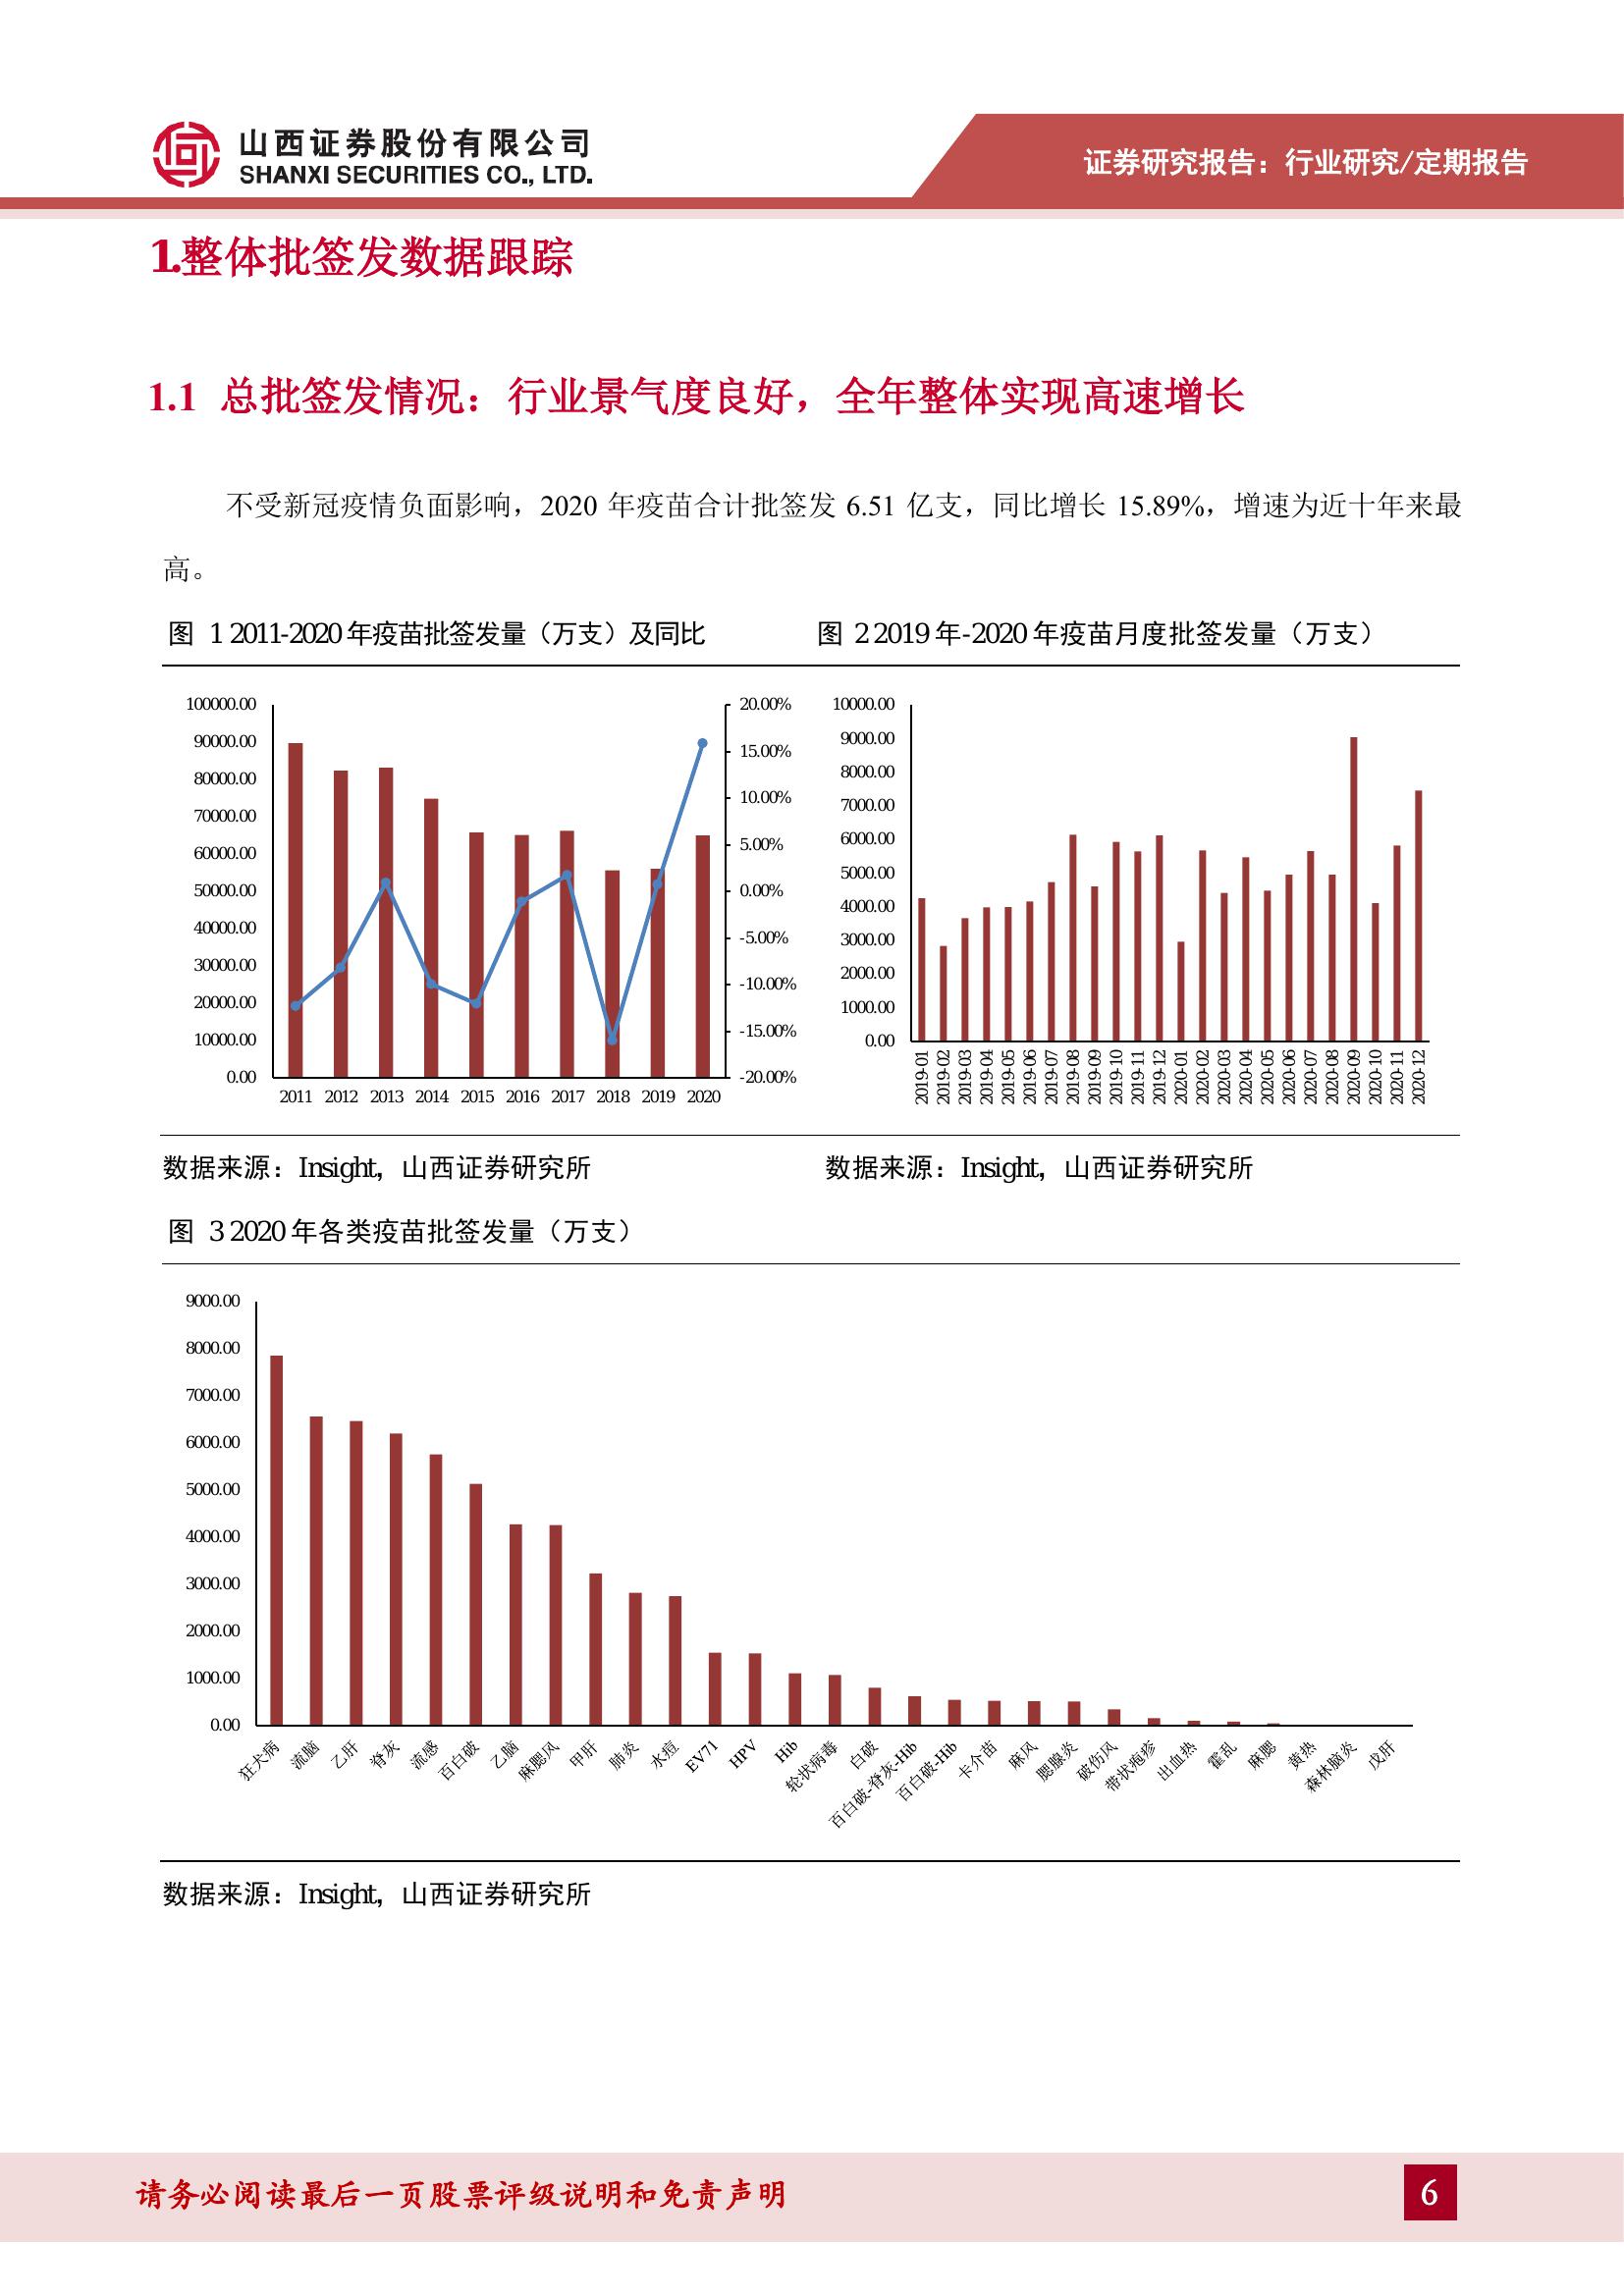 山西证券股份有限公司
SHANXI SECURITIES CO., LTD.
证券研究报告：行业研究/定期报告
1.整体批签发数据跟踪
1.1 总批签发情况：行业景气度良好，全年整体实现高速增长
不受新冠疫情负面影响，2020 年疫苗合计批签发 6.51 亿支，同比增长 15.89%，增速为近十年来最
高。
图 1 2011-2020 年疫苗批签发量（万支）及同比
100000.00
90000.00
80000.00
70000.00
60000.00
50000.00
40000.00
30000.00
20000.00
10000.00
0.00
20.00%
15.00%
10.00%
5.00%
0.00%
-5.00%
-10.00%
-15.00%
-20.00%
2011 2012 2013 2014 2015 2016 2017 2018 2019 2020
数据来源：Insight，山西证券研究所
图 2 2019 年-2020 年疫苗月度批签发量（万支）
10000.00
9000.00
8000.00
7000.00
6000.00
5000.00
4000.00
3000.00
2000.00
1000.00
0.00
2019-01 2019-02 2019-03 2019-04 2019-05 2019-06 2019-07 2019-08 2019-09 2019-10 2019-11 2019-12 2020-01 2020-02 2020-03 2020-04 2020-05 2020-06 2020-07 2020-08 2020-09 2020-10 2020-11 2020-12
数据来源：Insight，山西证券研究所
图 3 2020 年各类疫苗批签发量（万支）
9000.00
8000.00
7000.00
6000.00
5000.00
4000.00
3000.00
2000.00
1000.00
0.00
狂犬病 流脑 乙肝 脊灰 流感 百白破 乙脑 麻腮风 甲肝 肺炎 水痘 EV71 HPV Hib 轮状病毒 白破 百白破-脊灰-Hib 百白破-Hib 卡介苗 麻风 腮腺炎 破伤风 带状疱疹 出血热 霍乱 麻腮 黄热 森林脑炎 戊肝
数据来源：Insight，山西证券研究所
请务必阅读最后一页股票评级说明和免责声明
6